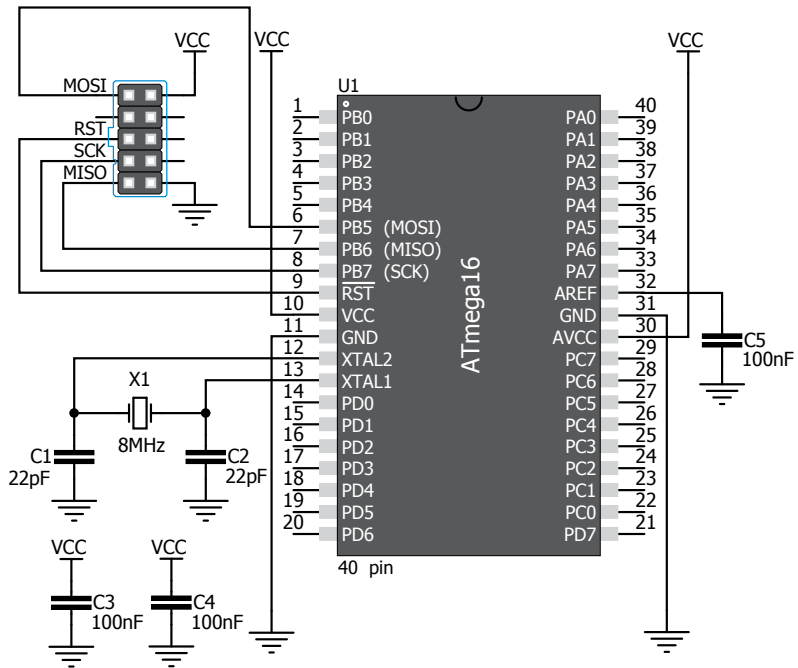 VCC
VCC
VCC
MOSI
RST
SCK
MISO
U1
1 PB0
2 PB1
3 PB2
4 PB3
5 PB4
6 PB5 (MOSI)
7 PB6 (MISO)
8 PB7 (SCK)
9 RST
10 VCC
11 GND
12 XTAL2
13 XTAL1
14 PD0
15 PD1
16 PD2
17 PD3
18 PD4
19 PD5
20 PD6
ATmega16
PA0 40
PA1 39
PA2 38
PA3 37
PA4 36
PA5 35
PA6 34
PA7 33
AREF 32
GND 31
AVCC 30
PC7 29
PC6 28
PC5 27
PC4 26
PC3 25
PC2 24
PC1 23
PC0 22
PD7 21
40 pin
C5
100nF
X1
8MHz
C1
22pF
C2
22pF
VCC
C3
100nF
VCC
C4
100nF